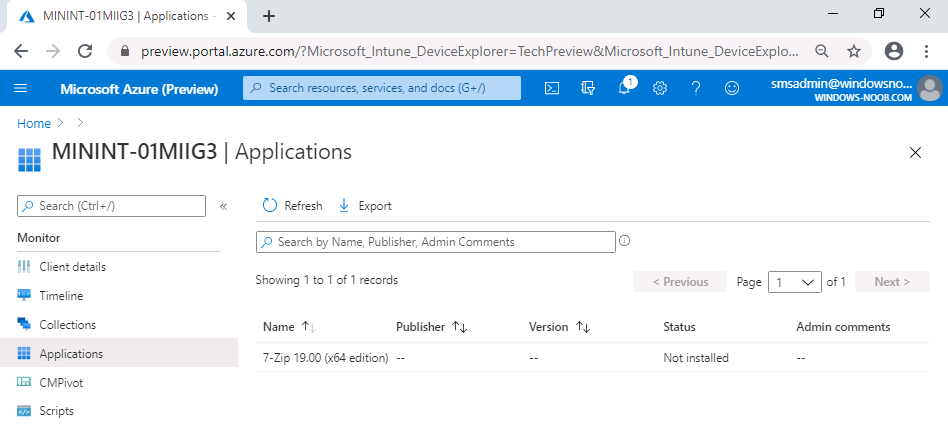 MININT-01MIIG3 | Applications -
preview.portal.azure.com/?Microsoft_Intune_DeviceExplorer=TechPreview&Microsoft_Intune_DeviceExplo...
Microsoft Azure (Preview)
Search resources, services, and docs (G+/)
1
smsadmin@windowsno...
WINDOWS-NOOB.COM
Home
MININT-01MIIG3 | Applications
Search (Ctrl+/)
Refresh
Export
Monitor
Search by Name, Publisher, Admin Comments
Client details
Showing 1 to 1 of 1 records
< Previous
Page
1
of 1
Next >
Timeline
Collections
Name
Publisher
Version
Status
Admin comments
Applications
7-Zip 19.00 (x64 edition)
--
--
Not installed
--
CMPivot
Scripts